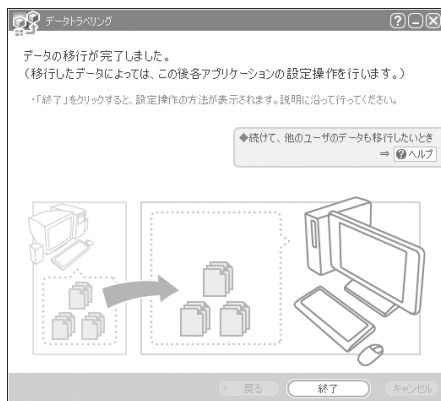 データトラベリング
データの移行が完了しました。
(移行したデータによっては、この後各アプリケーションの設定操作を行います。)
・「終了」をクリックすると、設定操作の方法が表示されます。説明に沿って行ってください。
◆続けて、他のユーザのデータも移行したいとき
⇒ ?ヘルプ
< 戻る 終了 キャンセル